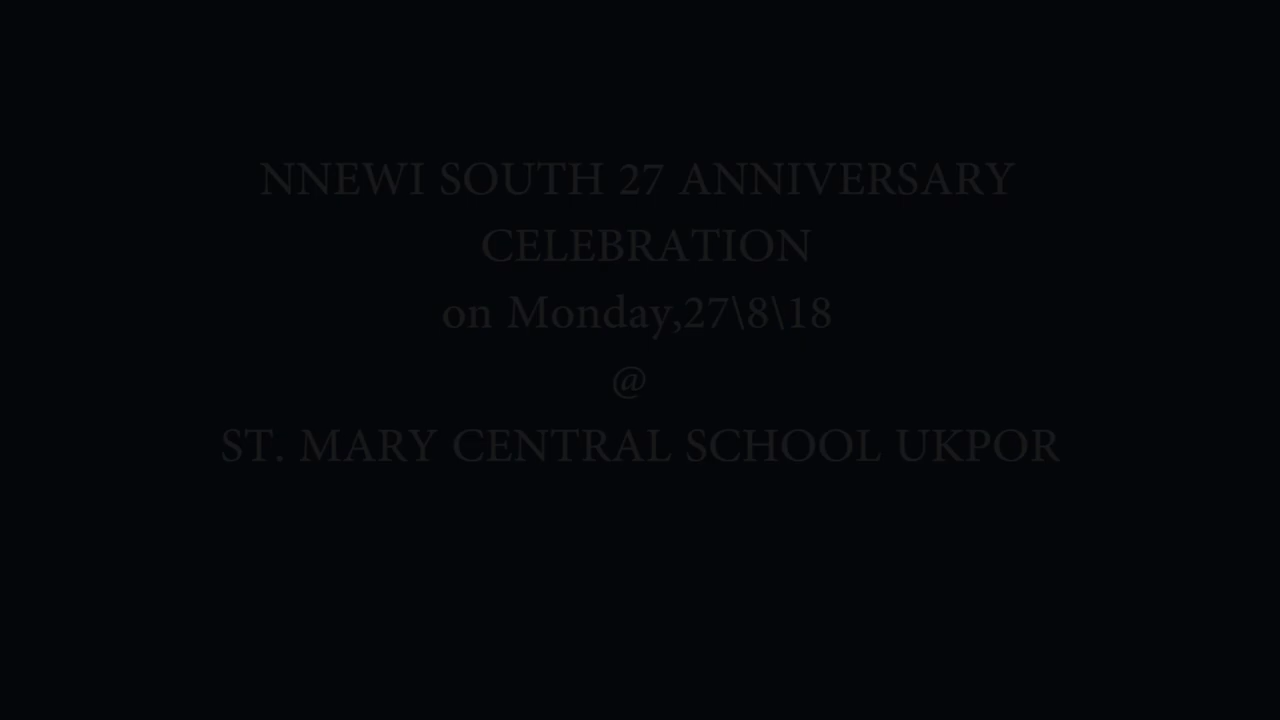 NNEWI SOUTH 27 ANNIVERSARY
CELEBRATION
on Monday,27\8\18
@
ST. MARY CENTRAL SCHOOL UKPOR